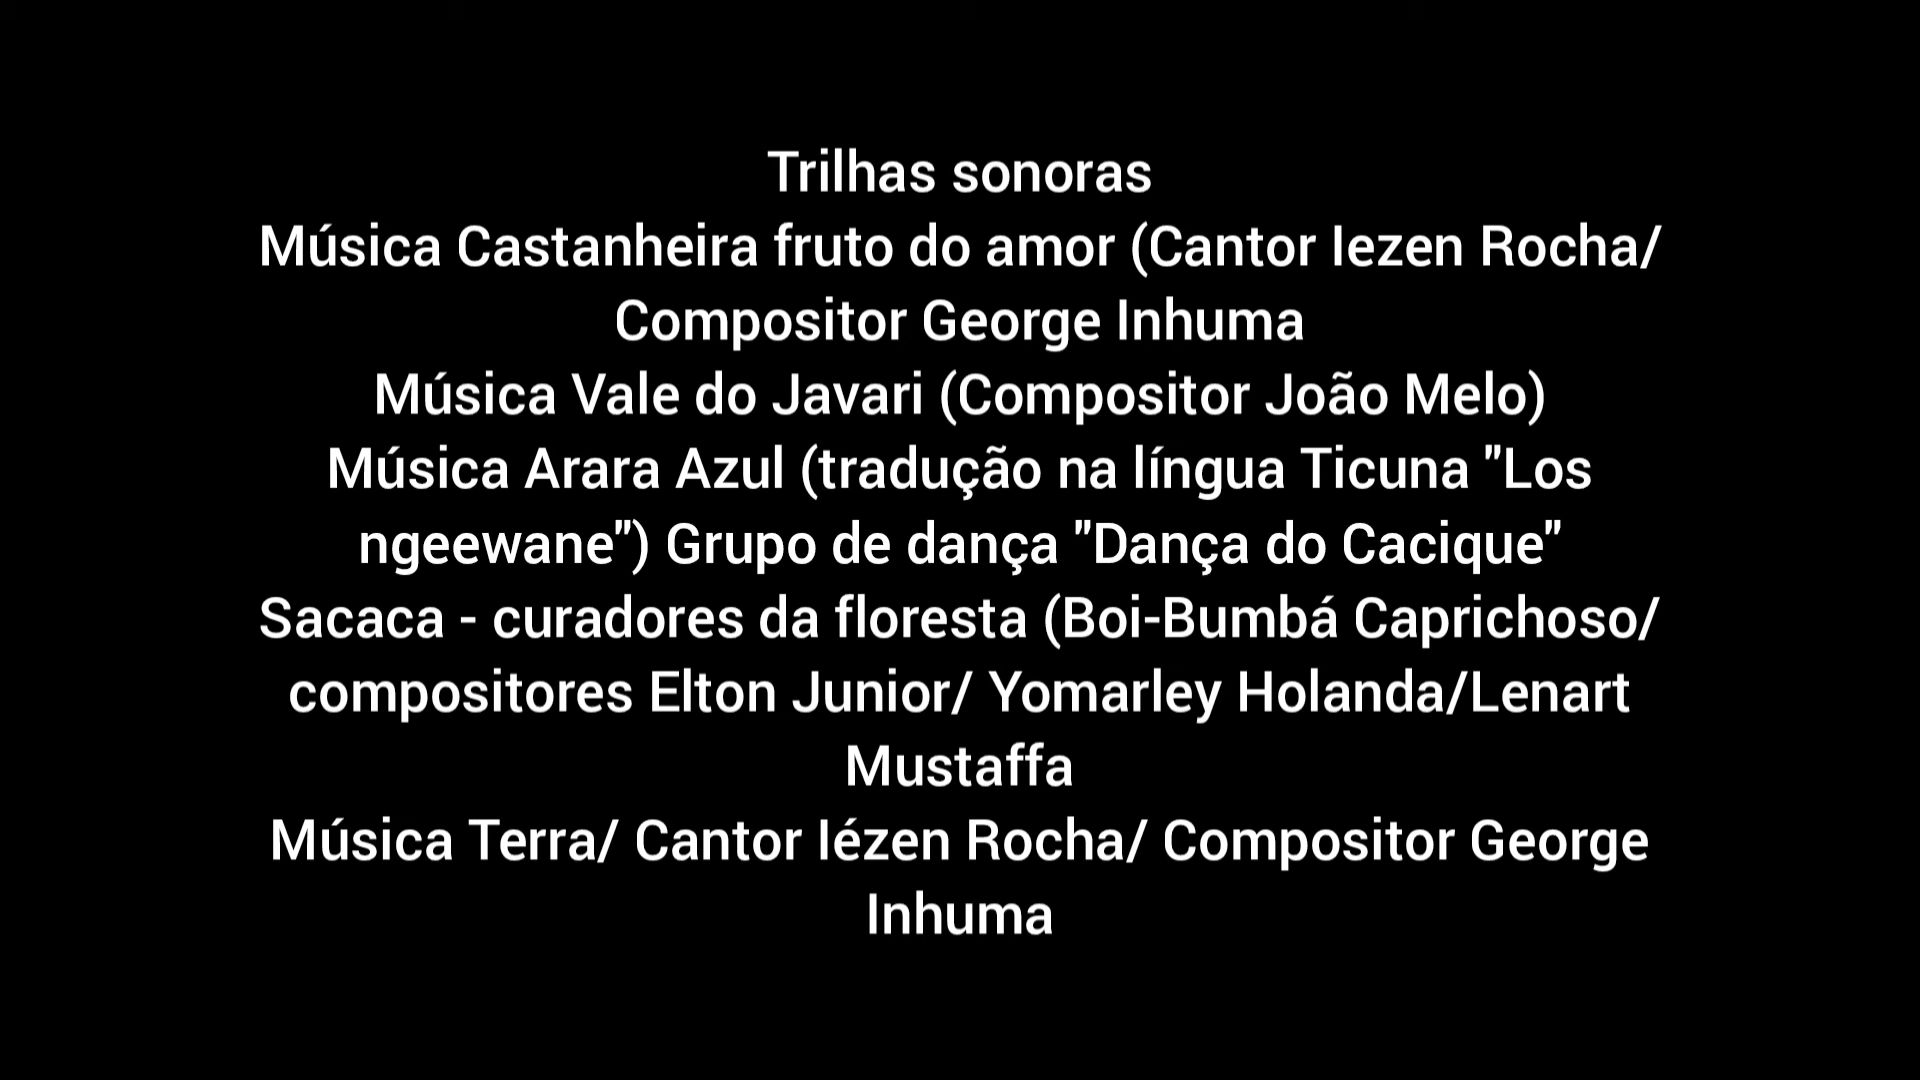 Trilhas sonoras
Música Castanheira fruto do amor (Cantor Iezen Rocha/
Compositor George Inhuma
Música Vale do Javari (Compositor João Melo)
Música Arara Azul (tradução na língua Ticuna "Los
ngeewane") Grupo de dança "Dança do Cacique"
Sacaca - curadores da floresta (Boi-Bumbá Caprichoso/
compositores Elton Junior/ Yomarley Holanda/Lenart
Mustaffa
Música Terra/ Cantor Iézen Rocha/ Compositor George
Inhuma